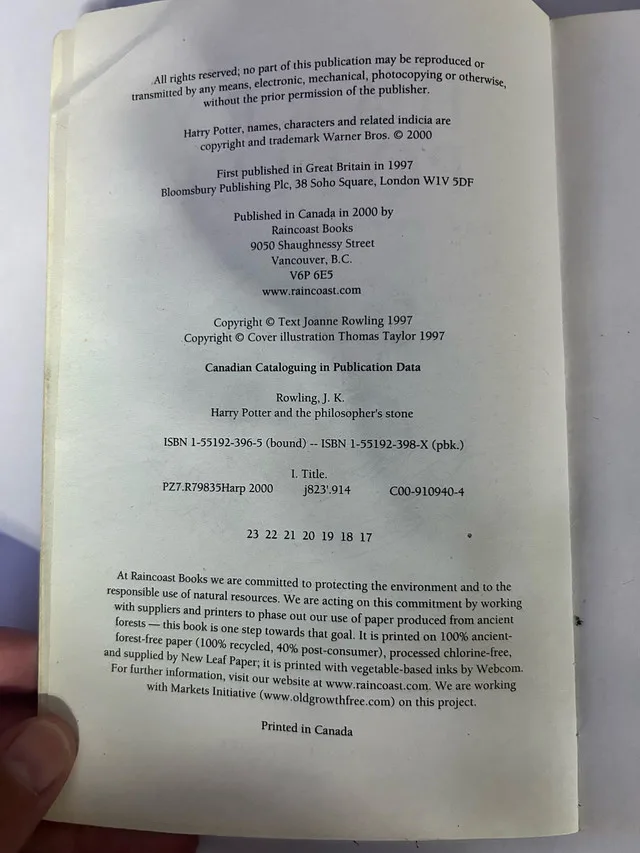 All rights reserved; no part of this publication may be reproduced or
transmitted by any means, electronic, mechanical, photocopying or otherwise,
without the prior permission of the publisher.
Harry Potter, names, characters and related indicia are
copyright and trademark Warner Bros. © 2000
First published in Great Britain in 1997
Bloomsbury Publishing Plc, 38 Soho Square, London W1V 5DF
Published in Canada in 2000 by
Raincoast Books
9050 Shaughnessy Street
Vancouver, B.C.
V6P 6E5
www.raincoast.com
Copyright © Text Joanne Rowling 1997
Copyright © Cover illustration Thomas Taylor 1997
Canadian Cataloguing in Publication Data
Rowling, J. K.
Harry Potter and the philosopher's stone
ISBN 1-55192-396-5 (bound) -- ISBN 1-55192-398-X (pbk.)
I. Title.
PZ7.R79835Harp 2000 j823'.914 C00-910940-4
23 22 21 20 19 18 17
At Raincoast Books we are committed to protecting the environment and to the
responsible use of natural resources. We are acting on this commitment by working
with suppliers and printers to phase out our use of paper produced from ancient
forests — this book is one step towards that goal. It is printed on 100% ancient-
forest-free paper (100% recycled, 40% post-consumer), processed chlorine-free,
and supplied by New Leaf Paper; it is printed with vegetable-based inks by Webcom.
For further information, visit our website at www.raincoast.com. We are working
with Markets Initiative (www.oldgrowthfree.com) on this project.
Printed in Canada